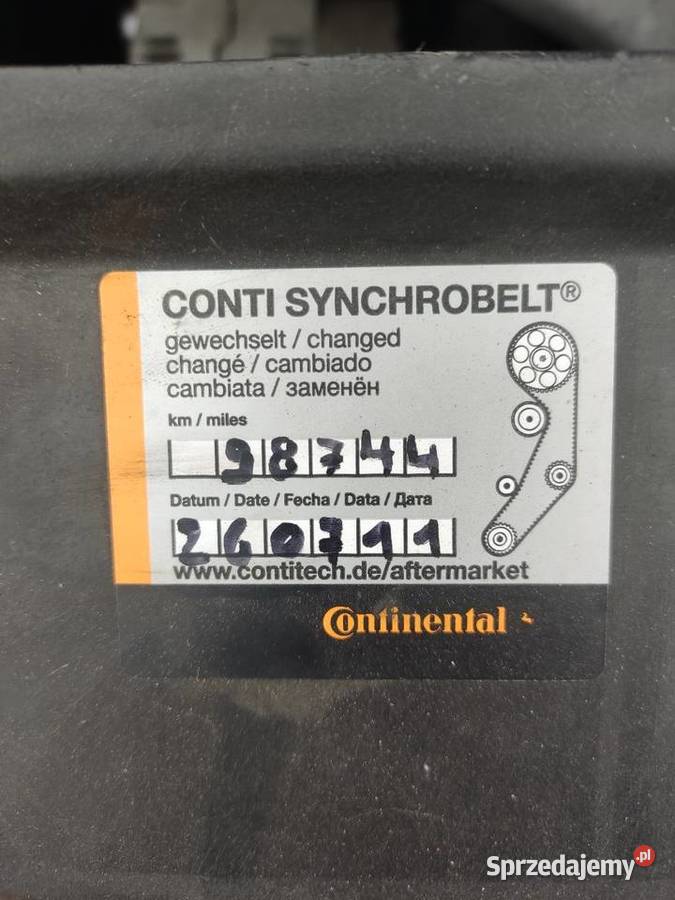 CONTI SYNCHROBELT®
gewechselt / changed
changé / cambiado
cambiata / заменён
km / miles
98744
Datum / Date / Fecha / Data / Дата
260711
www.contitech.de/aftermarket
Continental
Sprzedajemy.pl